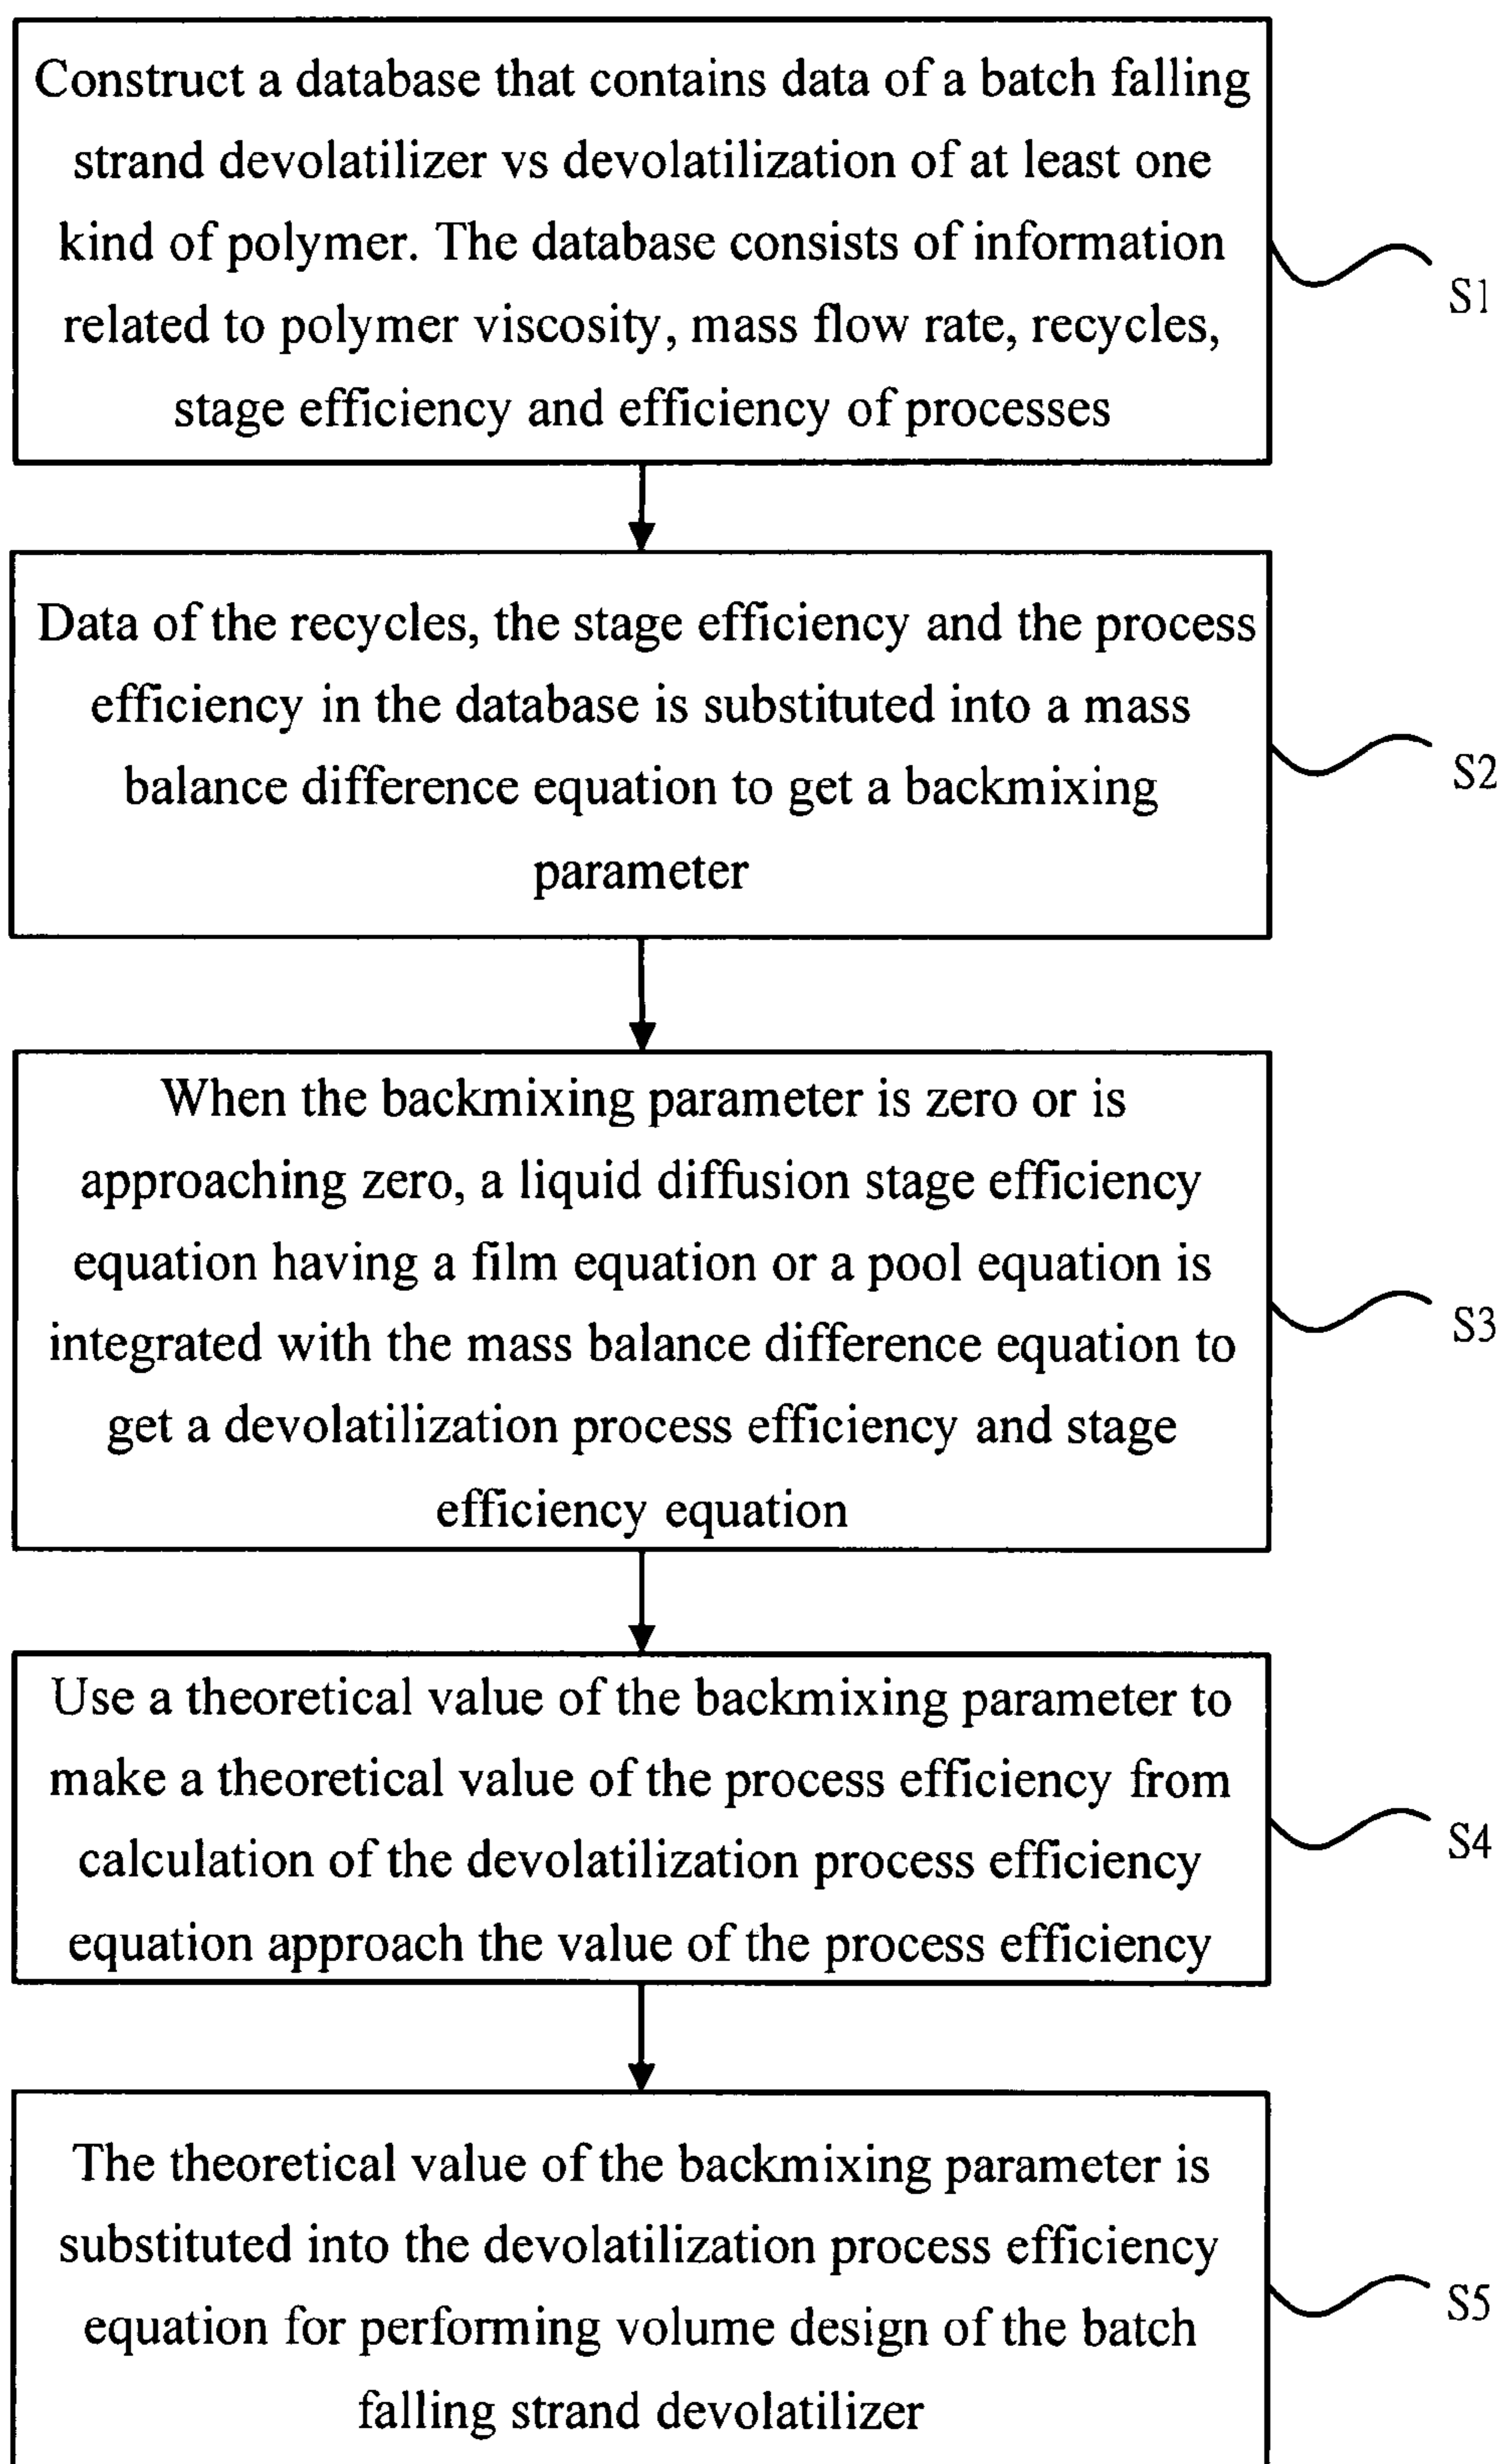 Construct a database that contains data of a batch falling
strand devolatilizer vs devolatilization of at least one
kind of polymer. The database consists of information
related to polymer viscosity, mass flow rate, recycles,
stage efficiency and efficiency of processes
S1
Data of the recycles, the stage efficiency and the process
efficiency in the database is substituted into a mass
balance difference equation to get a backmixing
parameter
S2
When the backmixing parameter is zero or is
approaching zero, a liquid diffusion stage efficiency
equation having a film equation or a pool equation is
integrated with the mass balance difference equation to
get a devolatilization process efficiency and stage
efficiency equation
S3
Use a theoretical value of the backmixing parameter to
make a theoretical value of the process efficiency from
calculation of the devolatilization process efficiency
equation approach the value of the process efficiency
S4
The theoretical value of the backmixing parameter is
substituted into the devolatilization process efficiency
equation for performing volume design of the batch
falling strand devolatilizer
S5